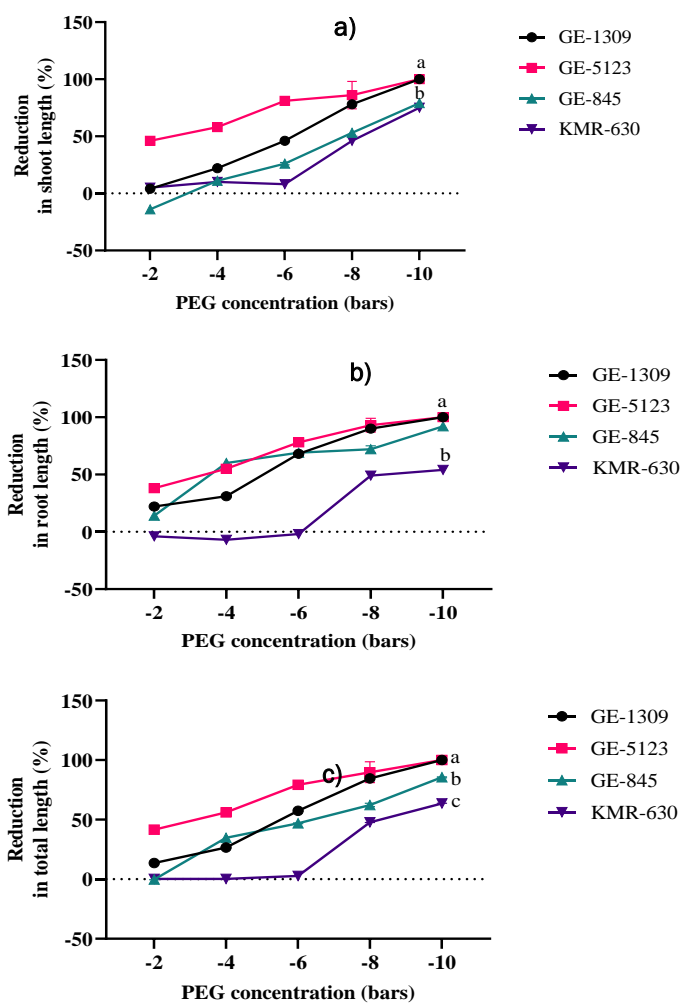 a)
150
100
50
0
-50
Reduction
in shoot length (%)
a
b
-2 -4 -6 -8 -10
PEG concentration (bars)
GE-1309
GE-5123
GE-845
KMR-630
b)
150
100
50
0
-50
Reduction
in root length (%)
a
b
-2 -4 -6 -8 -10
PEG concentration (bars)
GE-1309
GE-5123
GE-845
KMR-630
c)
150
100
50
0
-50
Reduction
in total length (%)
a
b
c
-2 -4 -6 -8 -10
PEG concentration (bars)
GE-1309
GE-5123
GE-845
KMR-630